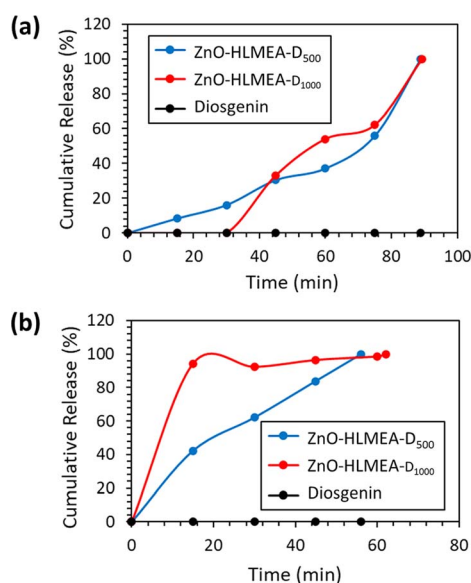 (a)
120
100
80
60
40
20
0
Cumulative Release (%)
ZnO-HLMEA-D500
ZnO-HLMEA-D1000
Diosgenin
0 20 40 60 80 100
Time (min)
(b)
120
100
80
60
40
20
0
Cumulative Release (%)
ZnO-HLMEA-D500
ZnO-HLMEA-D1000
Diosgenin
0 20 40 60 80
Time (min)